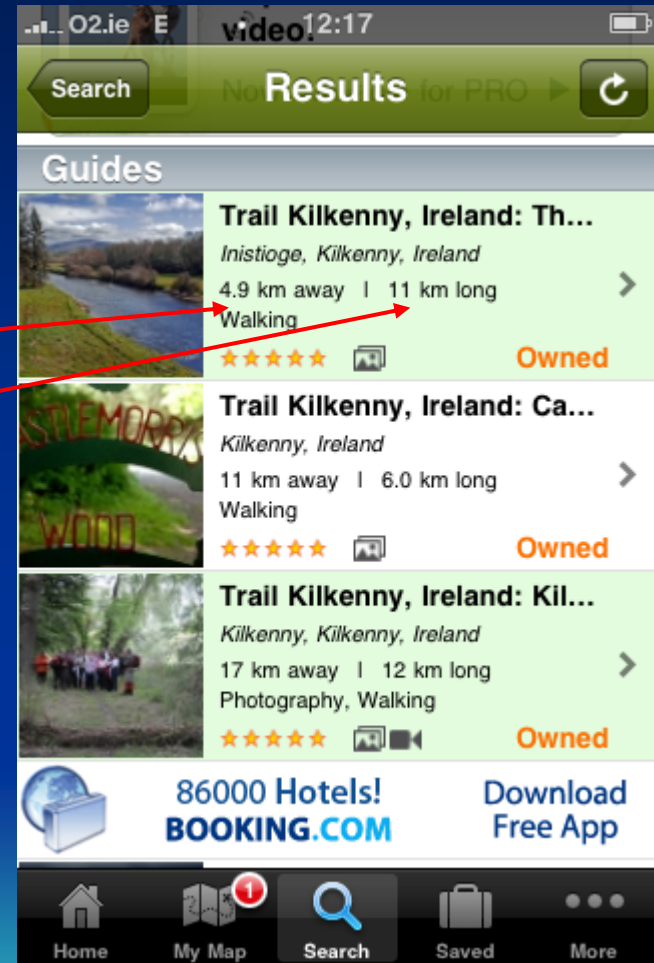 O2.ie E video! 12:17
Search Results for PRO
Guides
Trail Kilkenny, Ireland: Th...
Inistioge, Kilkenny, Ireland
4.9 km away | 11 km long
Walking
Owned
WOOD
Trail Kilkenny, Ireland: Ca...
Kilkenny, Ireland
11 km away | 6.0 km long
Walking
Owned
Trail Kilkenny, Ireland: Kil...
Kilkenny, Kilkenny, Ireland
17 km away | 12 km long
Photography, Walking
Owned
86000 Hotels!
BOOKING.COM
Download
Free App
1
Home My Map Search Saved More